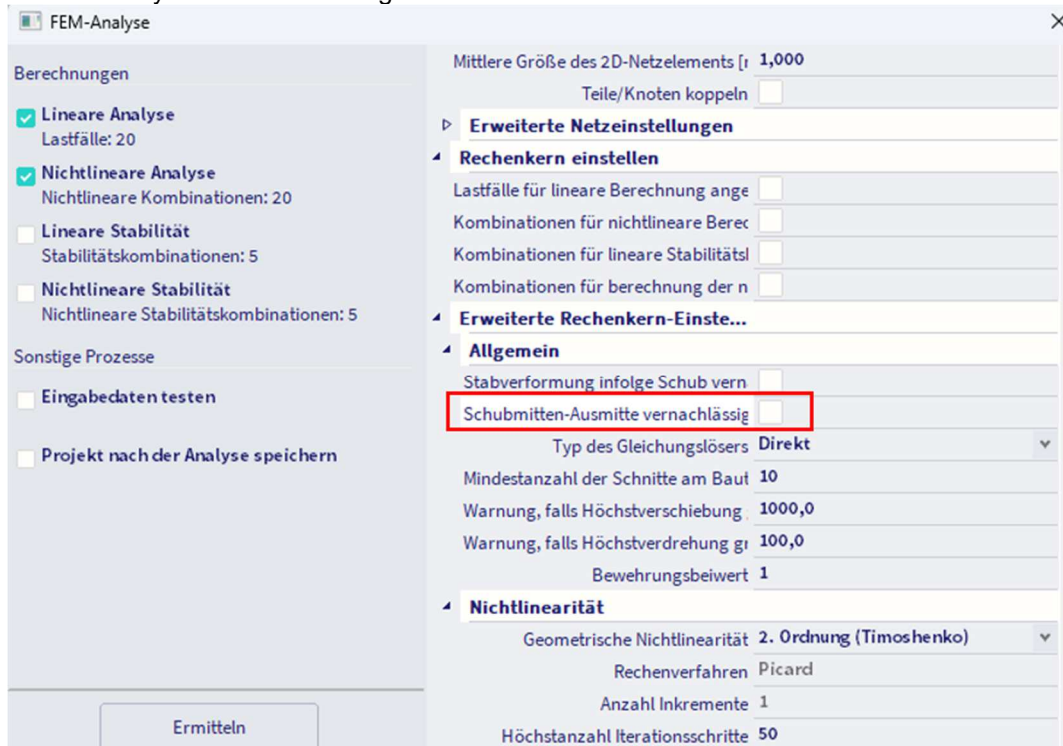 FEM-Analyse
Berechnungen
Lineare Analyse
Lastfälle: 20
Nichtlineare Analyse
Nichtlineare Kombinationen: 20
Lineare Stabilität
Stabilitätskombinationen: 5
Nichtlineare Stabilität
Nichtlineare Stabilitätskombinationen: 5
Sonstige Prozesse
Eingabedaten testen
Projekt nach der Analyse speichern
Ermitteln
Mittlere Größe des 2D-Netzelements [ 1,000
Teile/Knoten koppeln
Erweiterte Netzeinstellungen
Rechenkern einstellen
Lastfälle für lineare Berechnung ange
Kombinationen für nichtlineare Berec
Kombinationen für lineare Stabilitäts
Kombinationen für berechnung der n
Erweiterte Rechenkern-Einste...
Allgemein
Stabverformung infolge Schub vern
Schubmitten-Ausmitte vernachlässig
Typ des Gleichungslösers Direkt
Mindestanzahl der Schnitte am Baut 10
Warnung, falls Höchstverschiebung 1000,0
Warnung, falls Höchstverdrehung gr 100,0
Bewehrungsbeiwert 1
Nichtlinearität
Geometrische Nichtlinearität 2. Ordnung (Timoshenko)
Rechenverfahren Picard
Anzahl Inkremente 1
Höchstanzahl Iterationsschritte 50